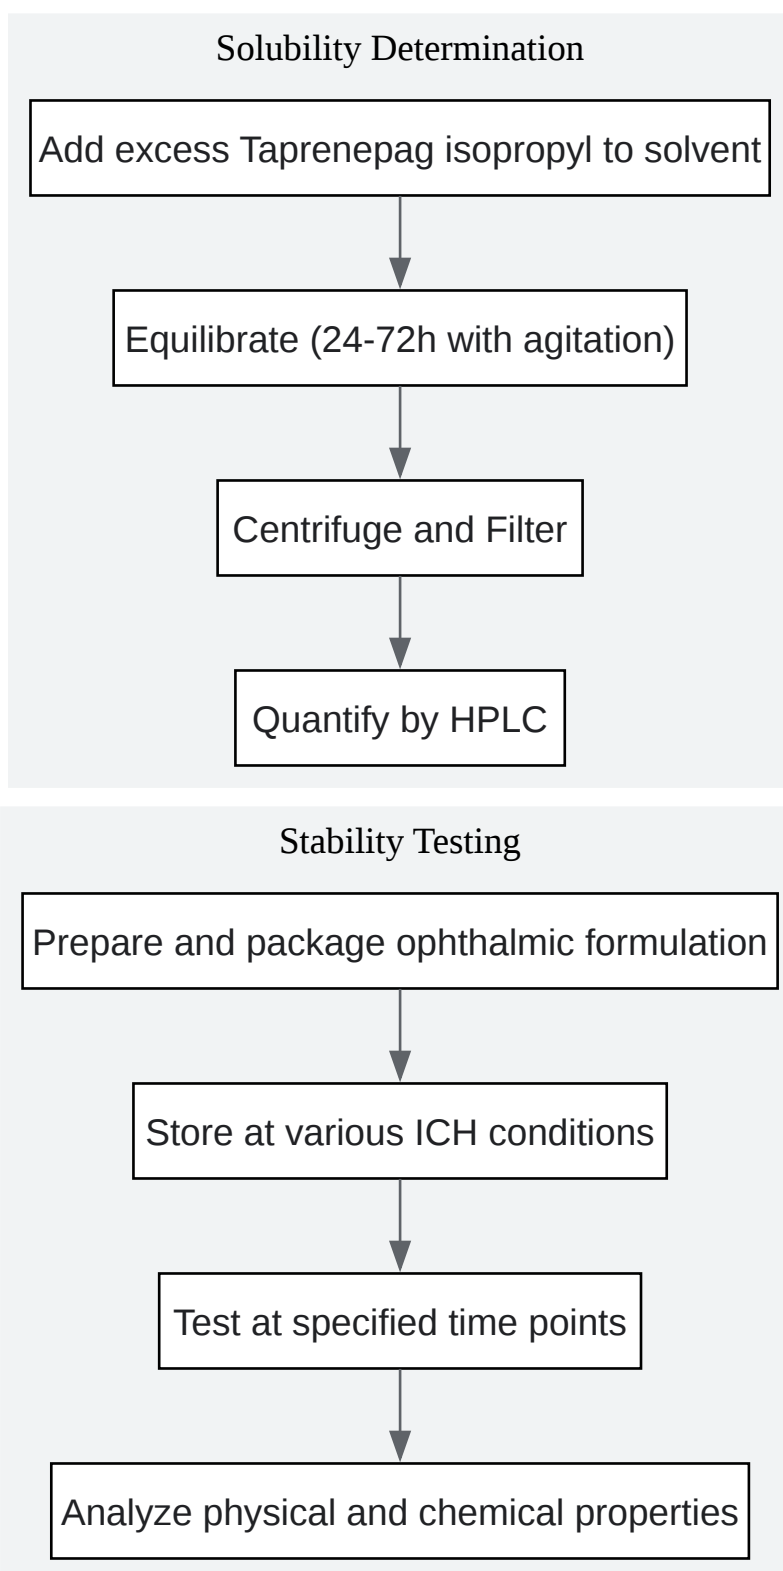 Solubility Determination
Add excess Taprenepag isopropyl to solvent
Equilibrate (24-72h with agitation)
Centrifuge and Filter
Quantify by HPLC
Stability Testing
Prepare and package ophthalmic formulation
Store at various ICH conditions
Test at specified time points
Analyze physical and chemical properties